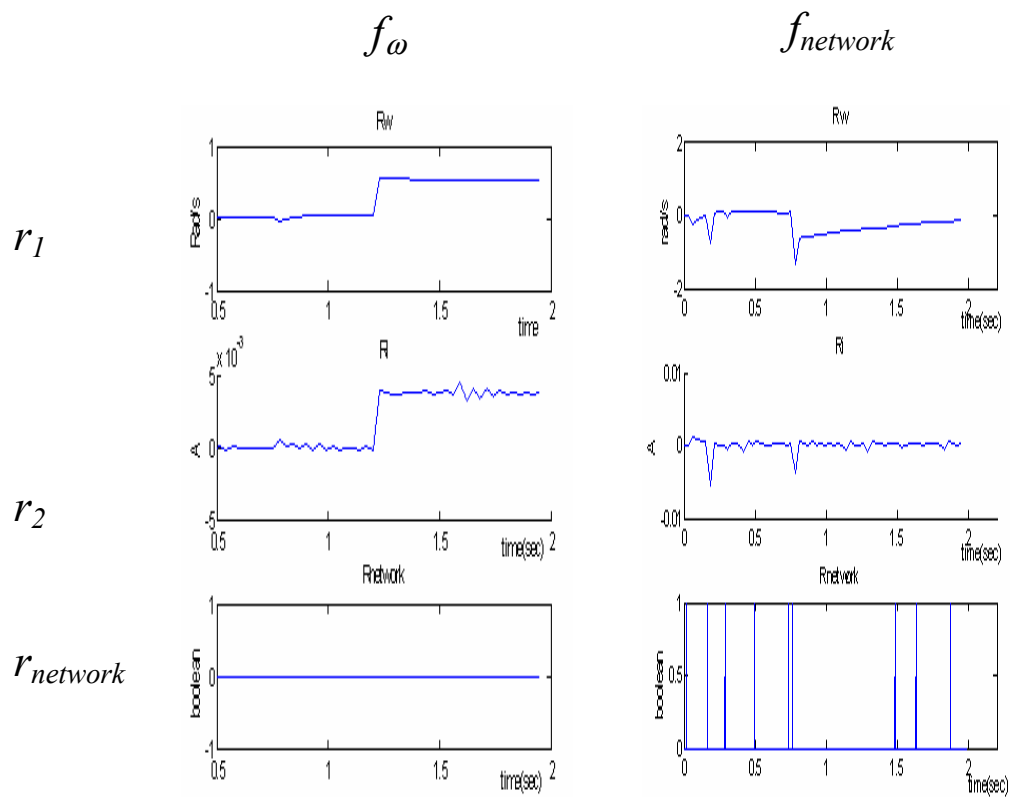 fω fnetwork
r1
Rw
1
0
-1
Rad/s
0.5 1 1.5 2
time
Rw
2
0
-2
rad/s
0 0.5 1 1.5 2
time(sec)
r2
Ri
x 10-3
5
0
-5
A
0.5 1 1.5 2
time(sec)
Ri
0.01
0
-0.01
A
0 0.5 1 1.5 2
time(sec)
rnetwork
Rnetwork
1
0
-1
boolean
0.5 1 1.5 2
time(sec)
Rnetwork
1
0.5
0
boolean
0 0.5 1 1.5 2
time(sec)